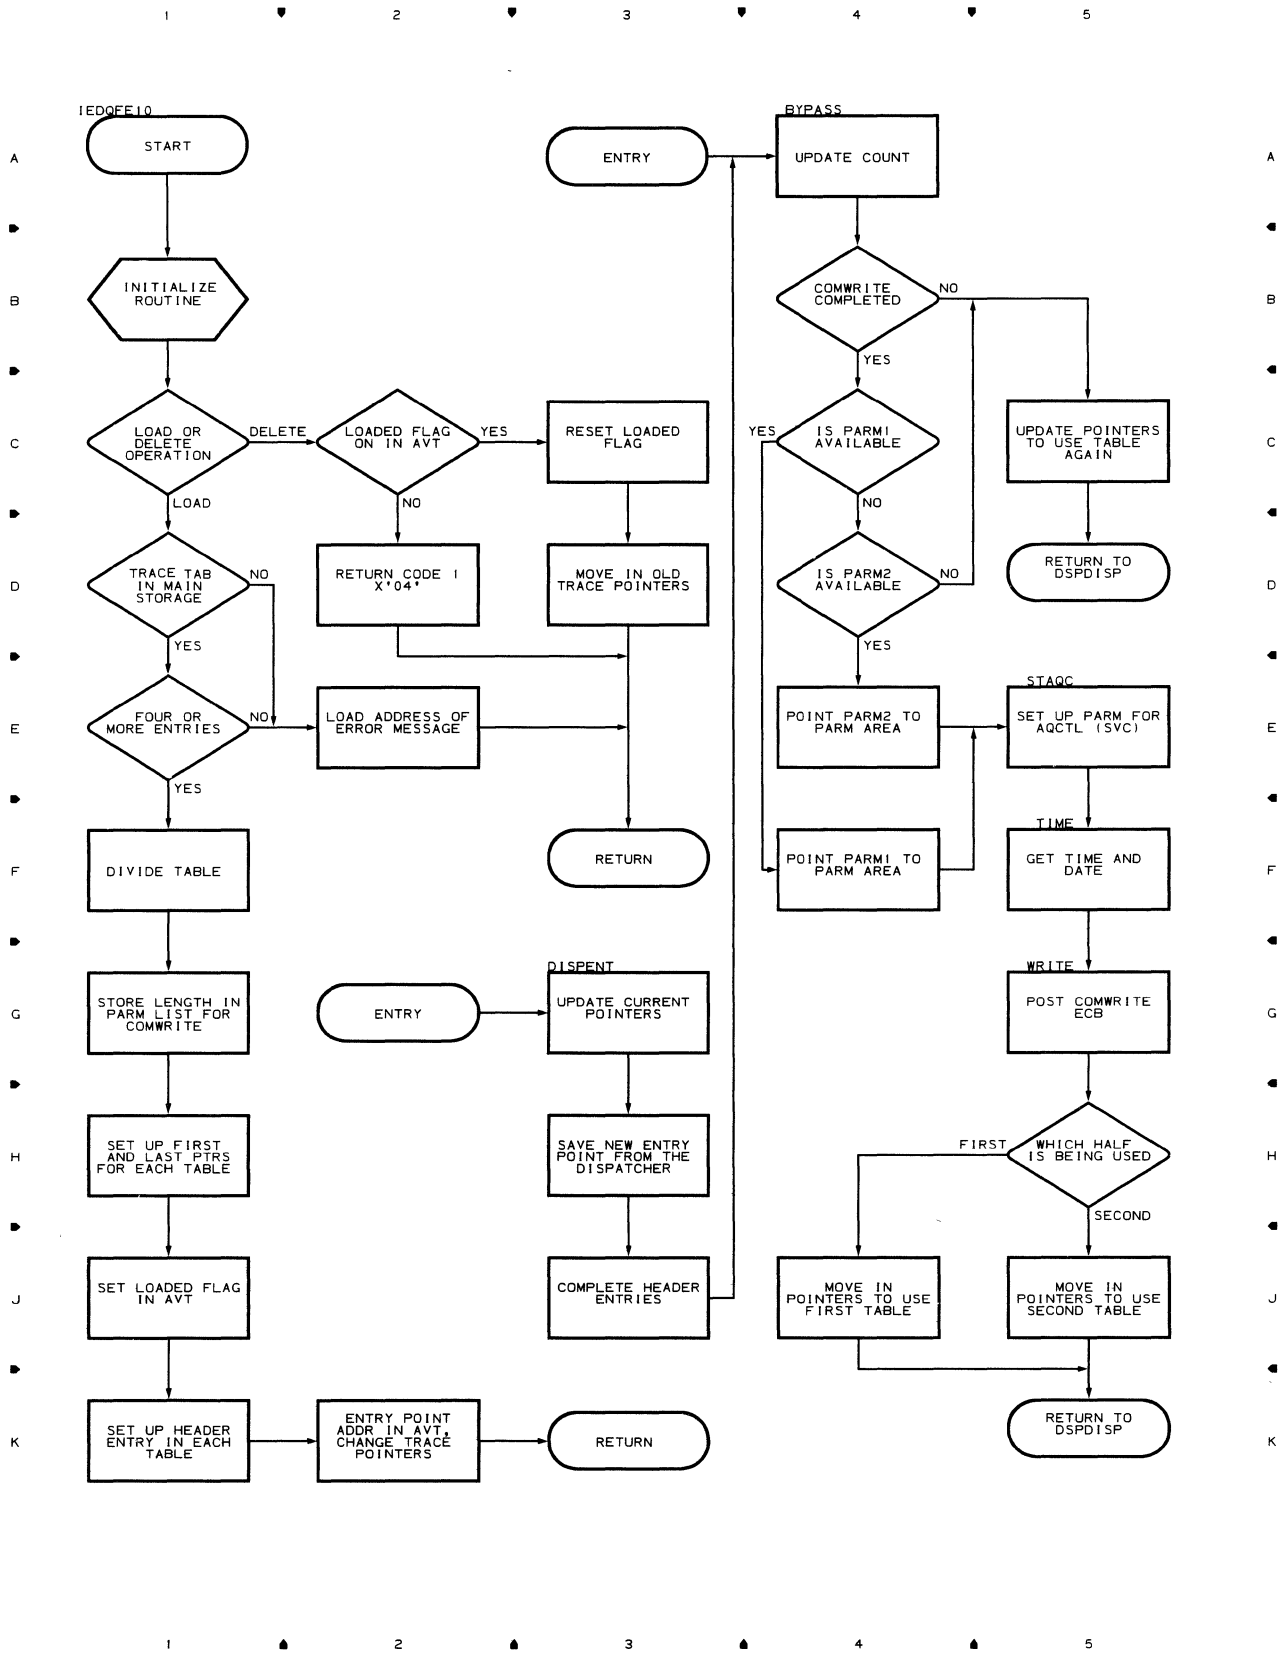 1 2 3 4 5
IEDQFE10
START
ENTRY
BYPASS
UPDATE COUNT
A A
INITIALIZE
ROUTINE
COMWRITE
COMPLETED
NO
YES
B B
LOAD OR
DELETE
OPERATION
DELETE
LOAD
LOADED FLAG
ON IN AVT
YES
NO
RESET LOADED
FLAG
YES
IS PARM1
AVAILABLE
NO
UPDATE POINTERS
TO USE TABLE
AGAIN
C C
TRACE TAB
IN MAIN
STORAGE
NO
YES
RETURN CODE 1
X'04'
MOVE IN OLD
TRACE POINTERS
IS PARM2
AVAILABLE
NO
YES
RETURN TO
DSPDISP
D D
FOUR OR
MORE ENTRIES
NO
YES
LOAD ADDRESS OF
ERROR MESSAGE
POINT PARM2 TO
PARM AREA
STAQC
SET UP PARM FOR
AQCTL (SVC)
E E
DIVIDE TABLE
RETURN
POINT PARM1 TO
PARM AREA
TIME
GET TIME AND
DATE
F F
STORE LENGTH IN
PARM LIST FOR
COMWRITE
ENTRY
DISPENT
UPDATE CURRENT
POINTERS
WRITE
POST COMWRITE
ECB
G G
SET UP FIRST
AND LAST PTRS
FOR EACH TABLE
SAVE NEW ENTRY
POINT FROM THE
DISPATCHER
FIRST
WHICH HALF
IS BEING USED
SECOND
H H
SET LOADED FLAG
IN AVT
COMPLETE HEADER
ENTRIES
MOVE IN
POINTERS TO USE
FIRST TABLE
MOVE IN
POINTERS TO USE
SECOND TABLE
J J
SET UP HEADER
ENTRY IN EACH
TABLE
ENTRY POINT
ADDR IN AVT,
CHANGE TRACE
POINTERS
RETURN
RETURN TO
DSPDISP
K K
1 2 3 4 5